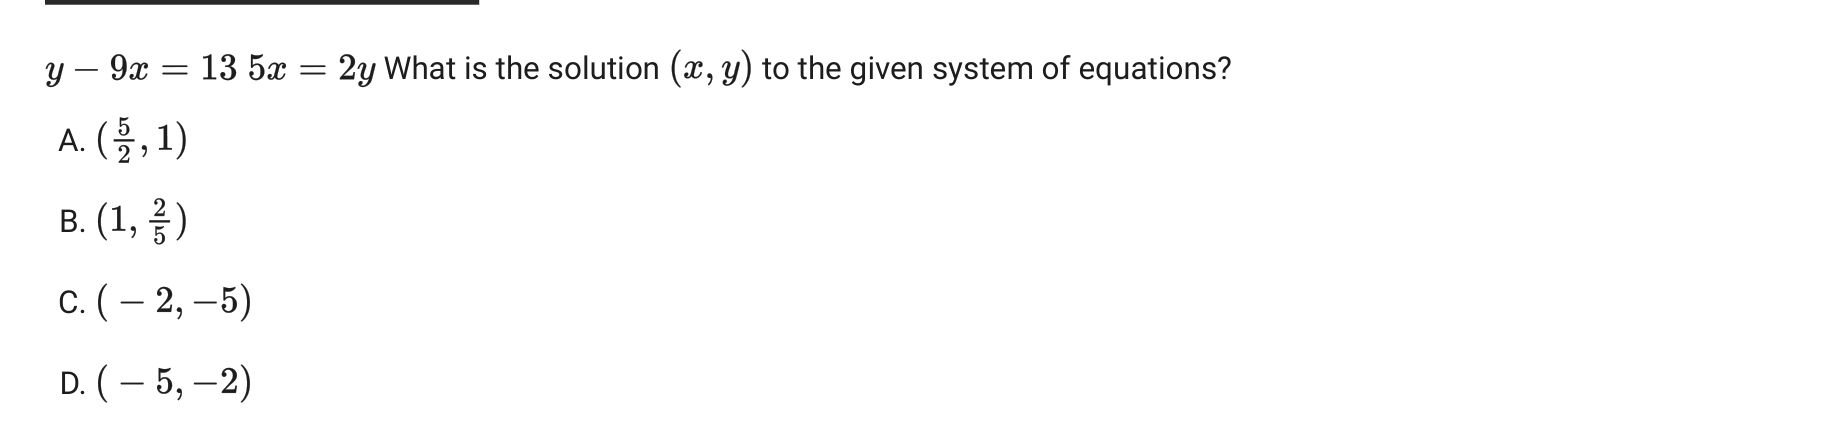 y − 9x = 13 5x = 2y What is the solution (x, y) to the given system of equations?
A. (5/2, 1)
B. (1, 2/5)
C. ( − 2, −5)
D. ( − 5, −2)